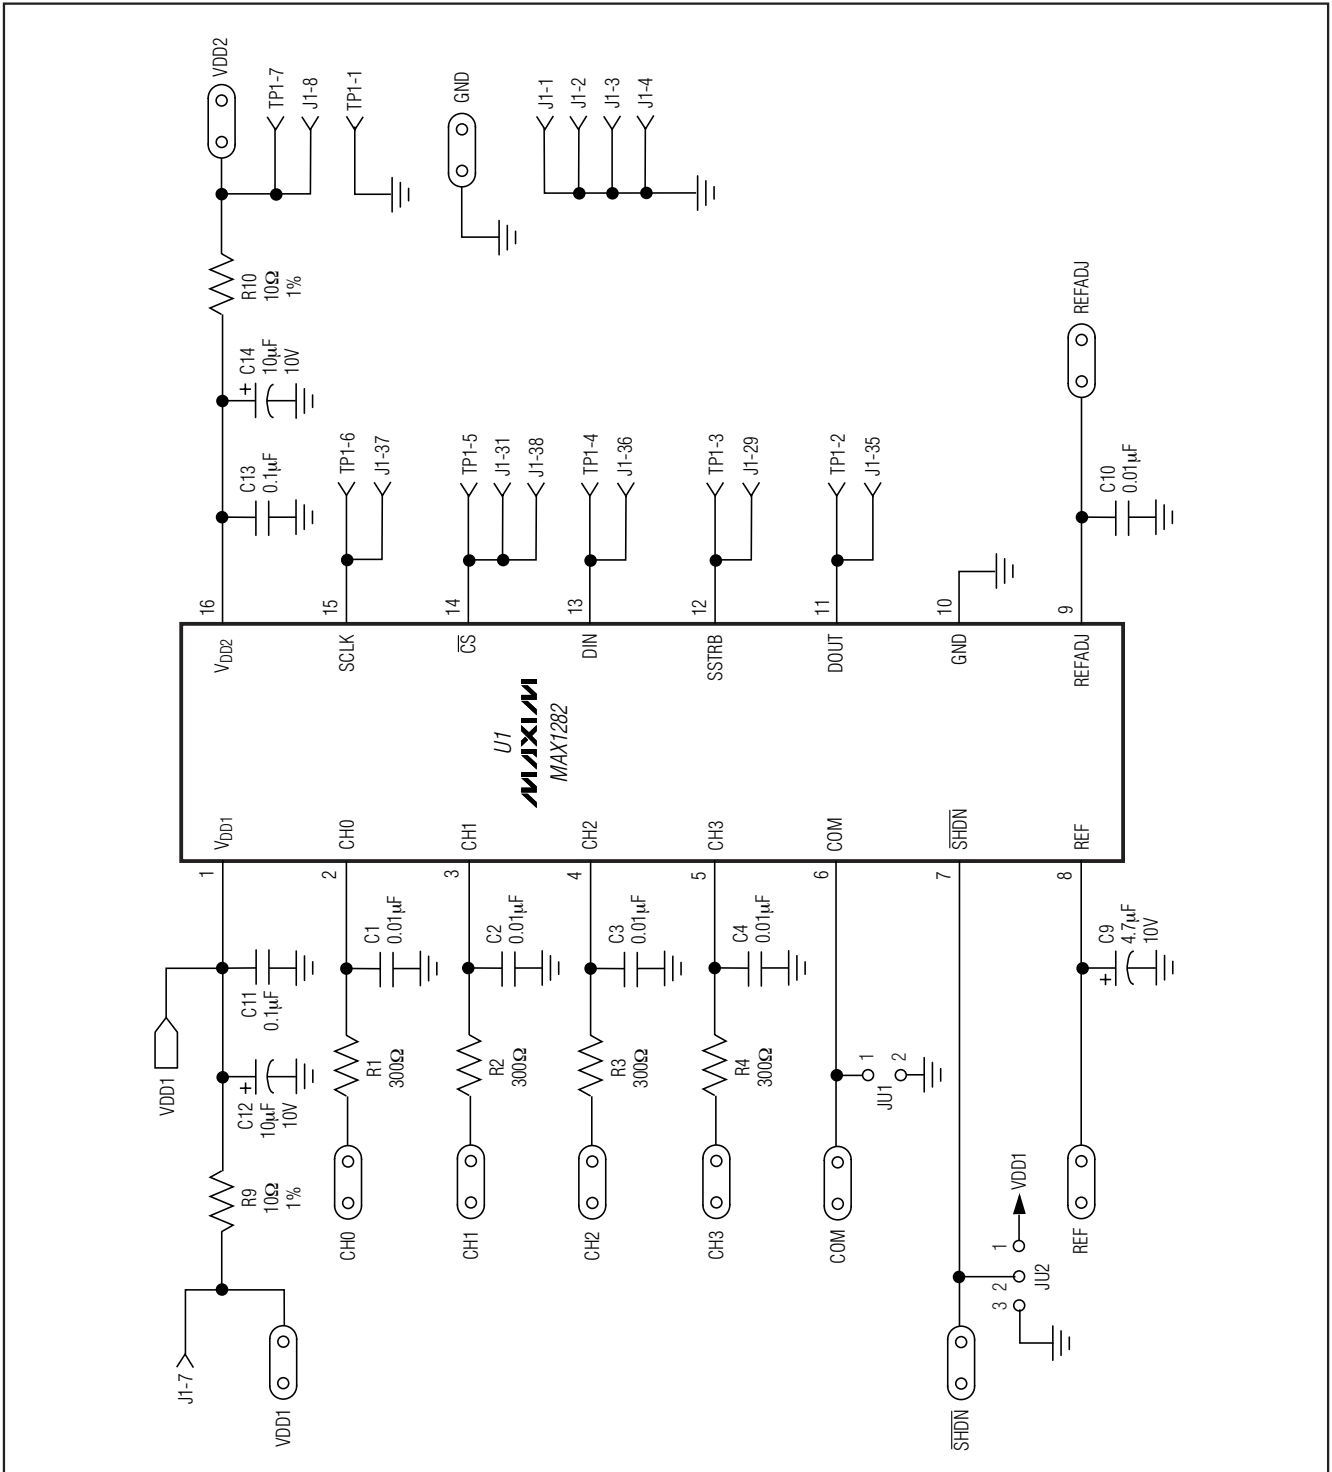 VDD2
TP1-7
J1-8
TP1-1
GND
J1-1
J1-2
J1-3
J1-4
R10
10Ω
1%
C14
10µF
10V
+
C13
0.1µF
TP1-6
J1-37
TP1-5
J1-31
J1-38
TP1-4
J1-36
TP1-3
J1-29
TP1-2
J1-35
REFADJ
C10
0.01µF
16
15
14
13
12
11
10
9
VDD2
SCLK
CS
DIN
SSTRB
DOUT
GND
REFADJ
U1
MAXIM
MAX1282
VDD1
CH0
CH1
CH2
CH3
COM
SHDN
REF
1
2
3
4
5
6
7
8
C11
0.1µF
C1
0.01µF
C2
0.01µF
C3
0.01µF
C4
0.01µF
C9
4.7µF
10V
+
VDD1
C12
10µF
10V
+
R1
300Ω
R2
300Ω
R3
300Ω
R4
300Ω
1
2
JU1
R9
10Ω
1%
CH0
CH1
CH2
CH3
COM
REF
VDD1
1
2
3
JU2
J1-7
VDD1
SHDN